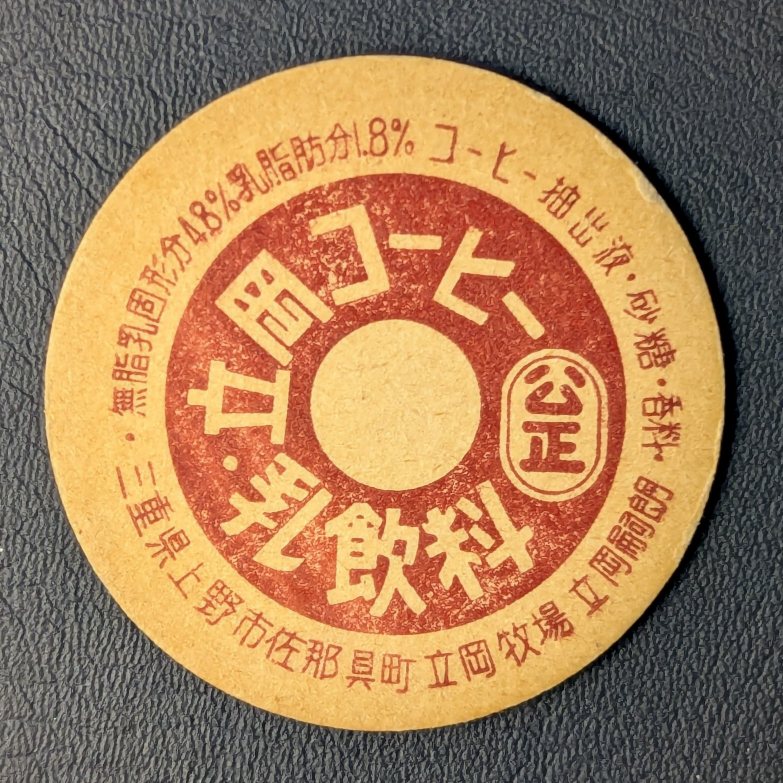 無脂乳固形分4.8%乳脂肪分1.8% コーヒー抽出液・砂糖・香料・
立岡コーヒー
公正
乳飲料
三重県上野市佐那具町 立岡牧場 立岡嗣朗